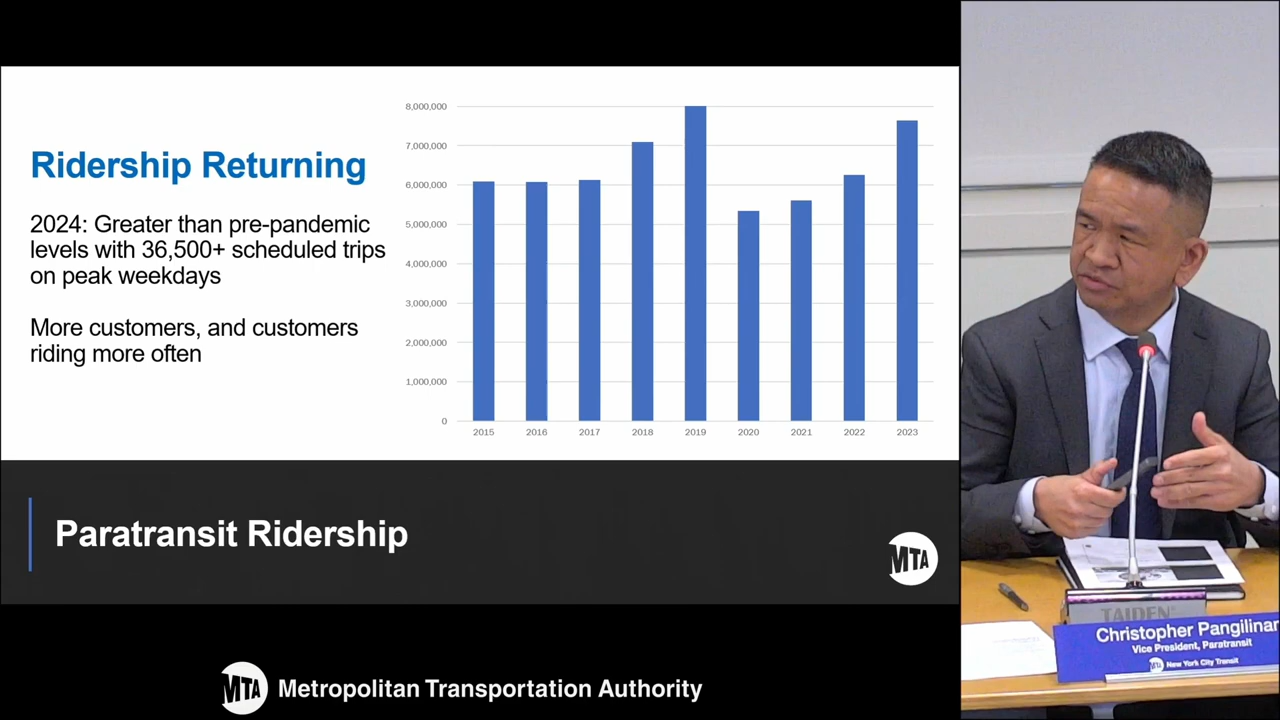 Ridership Returning
2024: Greater than pre-pandemic
levels with 36,500+ scheduled trips
on peak weekdays
More customers, and customers
riding more often
8,000,000
7,000,000
6,000,000
5,000,000
4,000,000
3,000,000
2,000,000
1,000,000
0
2015 2016 2017 2018 2019 2020 2021 2022 2023
Paratransit Ridership
MTA
MTA Metropolitan Transportation Authority
TAIDEN
Christopher Pangilinan
Vice President, Paratransit
MTA New York City Transit